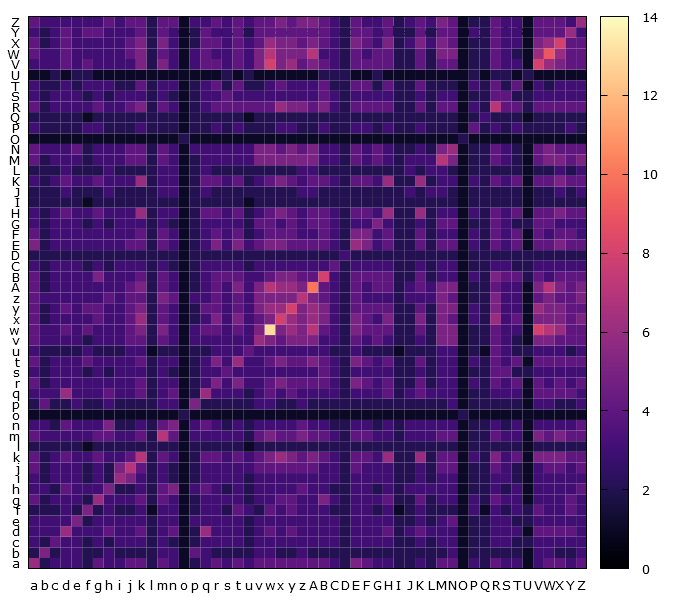 Z
Y
X
W
V
U
T
S
R
Q
P
O
N
M
L
K
J
I
H
G
F
E
D
C
B
A
z
y
x
w
v
u
t
s
r
q
p
o
n
m
l
k
j
i
h
g
f
e
d
c
b
a
a b c d e f g h i j k l m n o p q r s t u v w x y z A B C D E F G H I J K L M N O P Q R S T U V W X Y Z
14
12
10
8
6
4
2
0